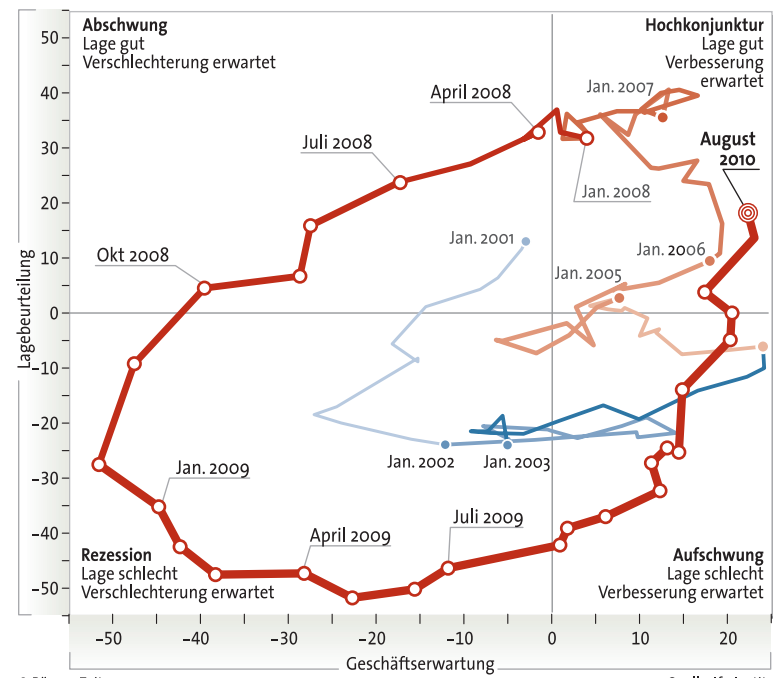 Abschwung
Lage gut
Verschlechterung erwartet
Hochkonjunktur
Lage gut
Verbesserung
erwartet
Jan. 2007
April 2008
August
2010
Juli 2008
Jan. 2008
Jan. 2001
Jan. 2006
Okt 2008
Jan. 2005
Lagebeurteilung
50
40
30
20
10
0
-10
-20
-30
-40
-50
Jan. 2002
Jan. 2003
Jan. 2009
Juli 2009
April 2009
Rezession
Lage schlecht
Verschlechterung erwartet
Aufschwung
Lage schlecht
Verbesserung erwartet
-50
-40
-30
-20
-10
0
10
20
Geschäftserwartung